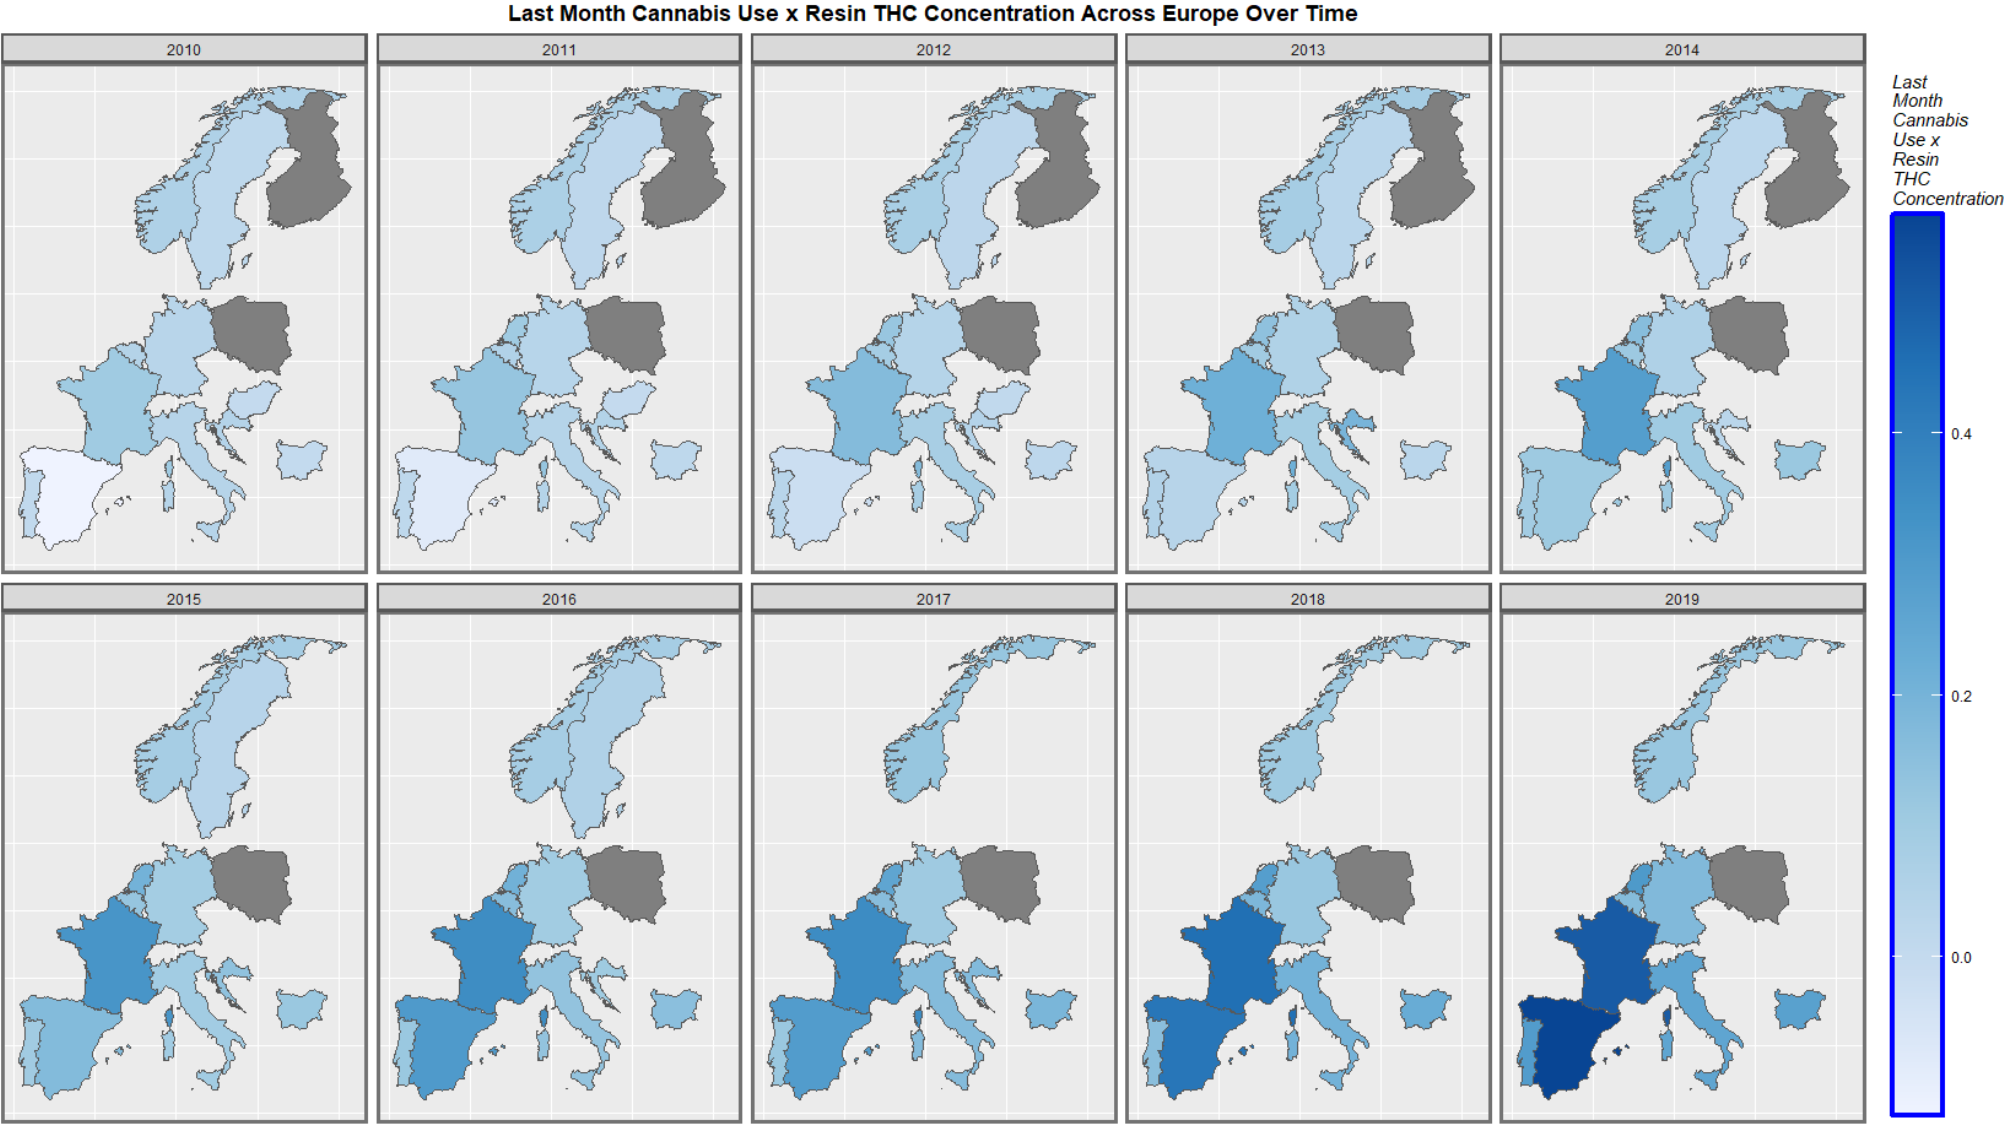 Last Month Cannabis Use x Resin THC Concentration Across Europe Over Time
2010
2011
2012
2013
2014
2015
2016
2017
2018
2019
Last
Month
Cannabis
Use x
Resin
THC
Concentration
0.4
0.2
0.0